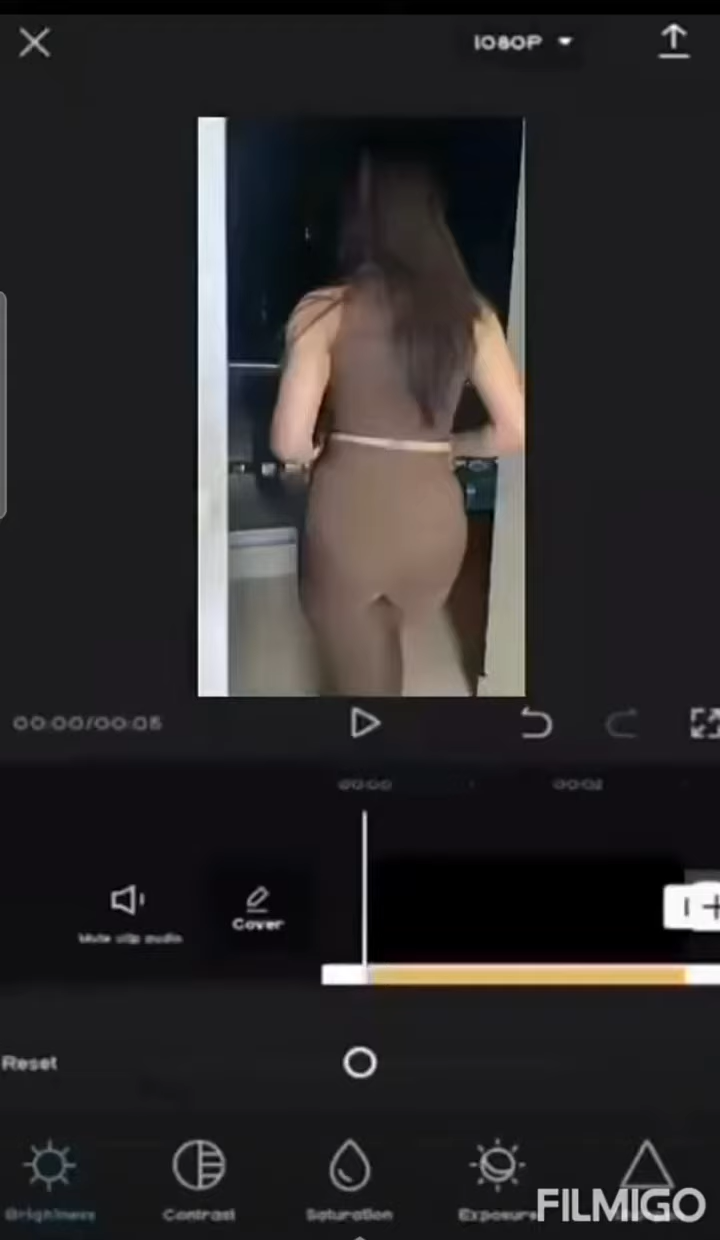 1080P
00:00/00:05
00:00 00:02
Mute clip audio
Cover
Reset
Brightness Contrast Saturation Exposure
FILMIGO